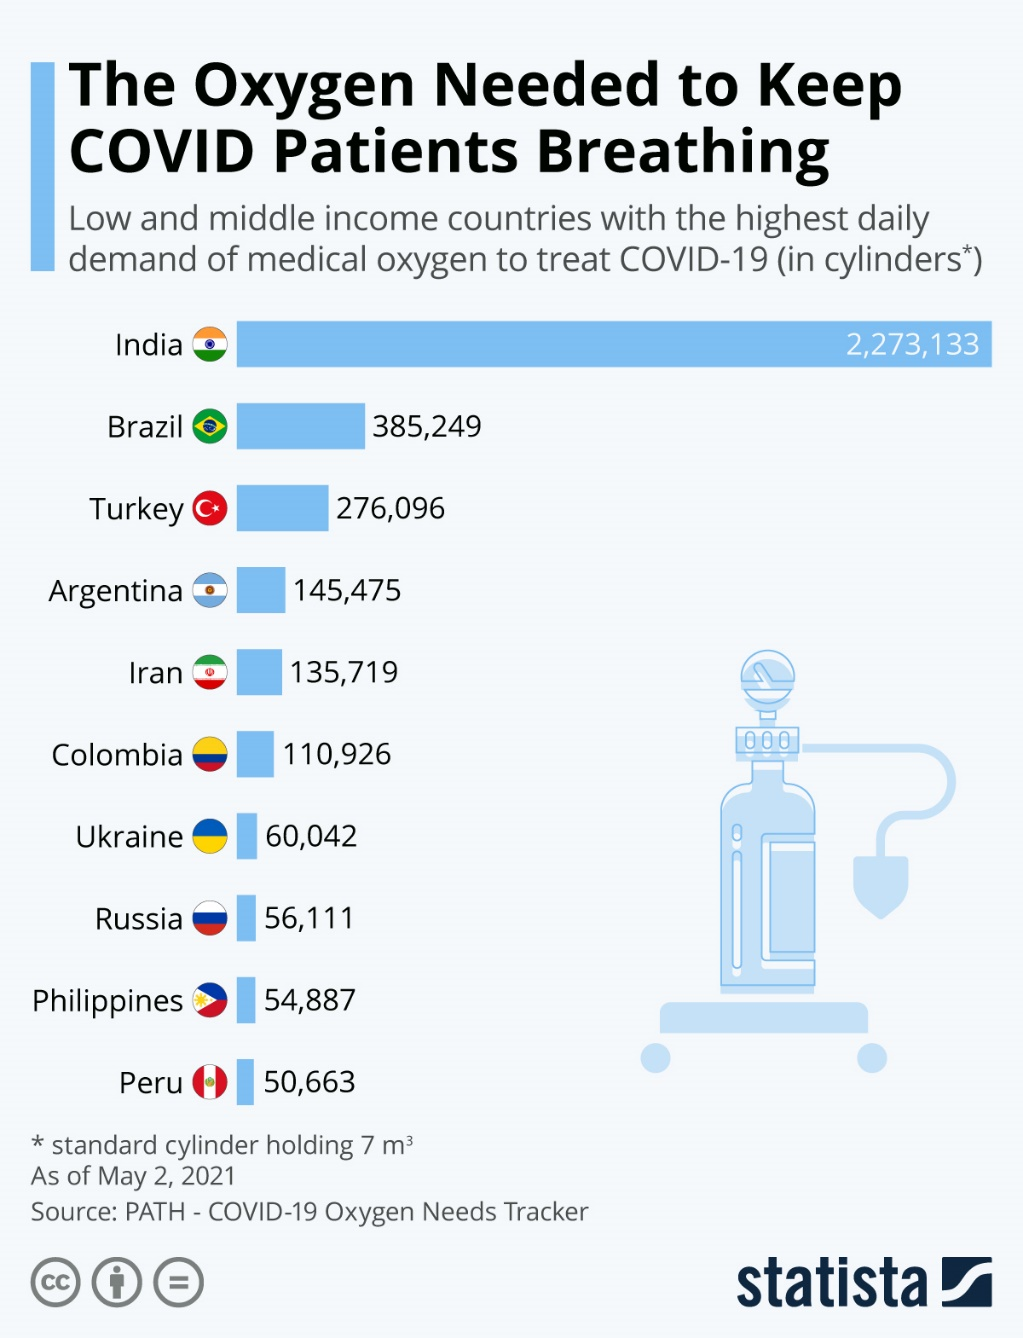 The Oxygen Needed to Keep
COVID Patients Breathing
Low and middle income countries with the highest daily
demand of medical oxygen to treat COVID-19 (in cylinders*)
India 2,273,133
Brazil 385,249
Turkey 276,096
Argentina 145,475
Iran 135,719
Colombia 110,926
Ukraine 60,042
Russia 56,111
Philippines 54,887
Peru 50,663
* standard cylinder holding 7 m³
As of May 2, 2021
Source: PATH - COVID-19 Oxygen Needs Tracker
cc
statista